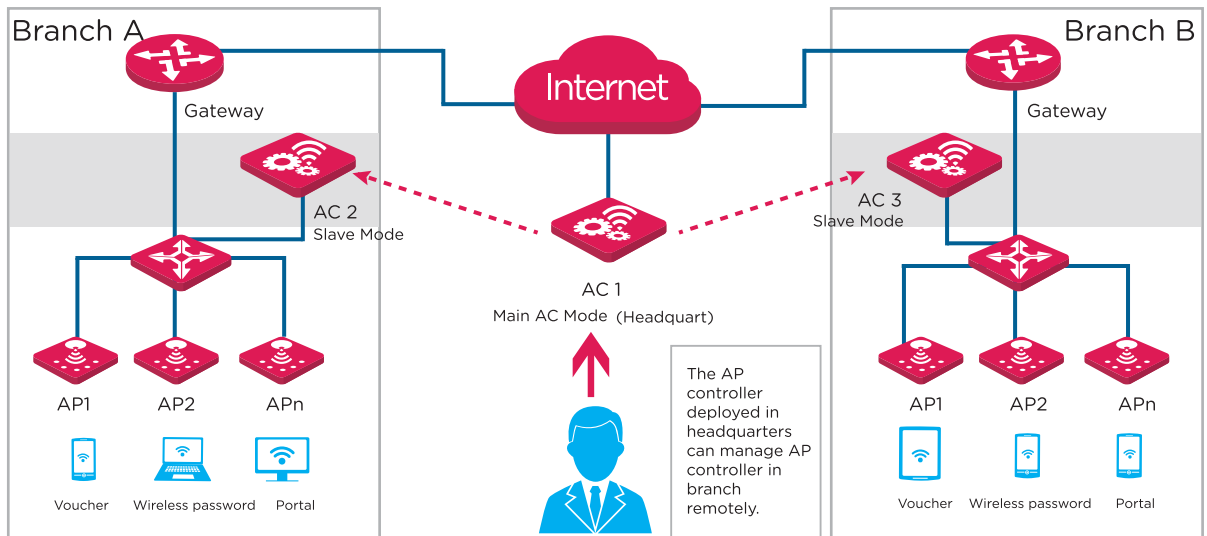 Branch A
Branch B
Internet
Gateway
Gateway
AC 2
Slave Mode
AC 3
Slave Mode
AC 1
Main AC Mode (Headquart)
The AP
controller
deployed in
headquarters
can manage AP
controller in
branch
remotely.
AP1
AP2
APn
AP1
AP2
APn
Voucher
Wireless password
Portal
Voucher
Wireless password
Portal